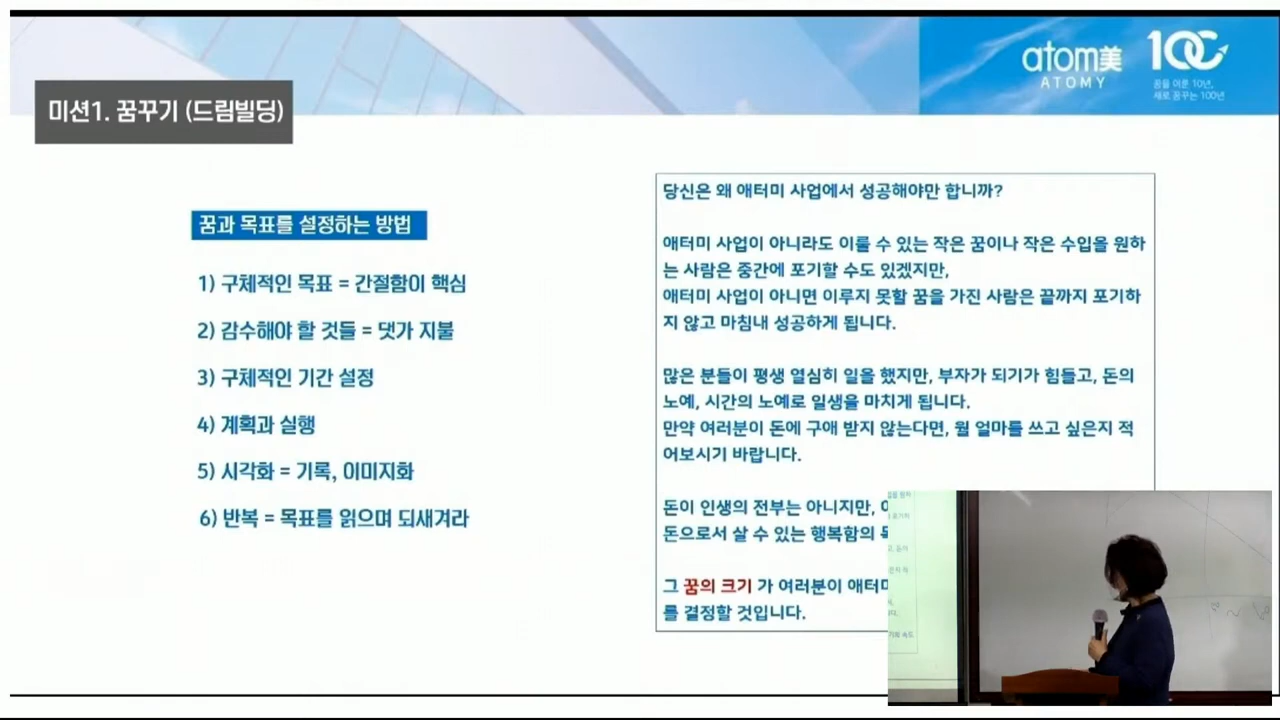 atom美
ATOMY
100
꿈을 이룬 10년,
새로 꿈꾸는 100년
미션1. 꿈꾸기 (드림빌딩)
꿈과 목표를 설정하는 방법
1) 구체적인 목표 = 간절함이 핵심
2) 감수해야 할 것들 = 댓가 지불
3) 구체적인 기간 설정
4) 계획과 실행
5) 시각화 = 기록, 이미지화
6) 반복 = 목표를 읽으며 되새겨라
당신은 왜 애터미 사업에서 성공해야만 합니까?
애터미 사업이 아니라도 이룰 수 있는 작은 꿈이나 작은 수입을 원하
는 사람은 중간에 포기할 수도 있겠지만,
애터미 사업이 아니면 이루지 못할 꿈을 가진 사람은 끝까지 포기하
지 않고 마침내 성공하게 됩니다.
많은 분들이 평생 열심히 일을 했지만, 부자가 되기가 힘들고, 돈의
노예, 시간의 노예로 일생을 마치게 됩니다.
만약 여러분이 돈에 구애 받지 않는다면, 월 얼마를 쓰고 싶은지 적
어보시기 바랍니다.
돈이 인생의 전부는 아니지만,
돈으로서 살 수 있는 행복함의
그 꿈의 크기 가 여러분이 애터미
를 결정할 것입니다.